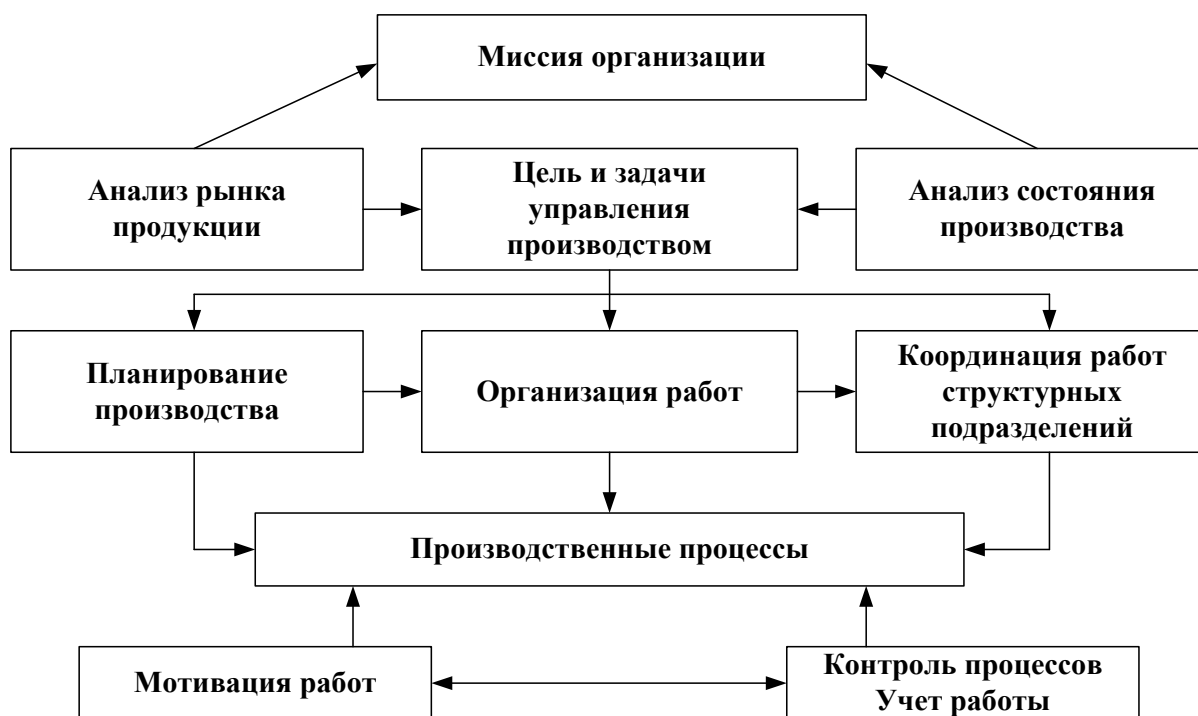 Миссия организации
Анализ рынка
продукции
Цель и задачи
управления
производством
Анализ состояния
производства
Планирование
производства
Организация работ
Координация работ
структурных
подразделений
Производственные процессы
Мотивация работ
Контроль процессов
Учет работы